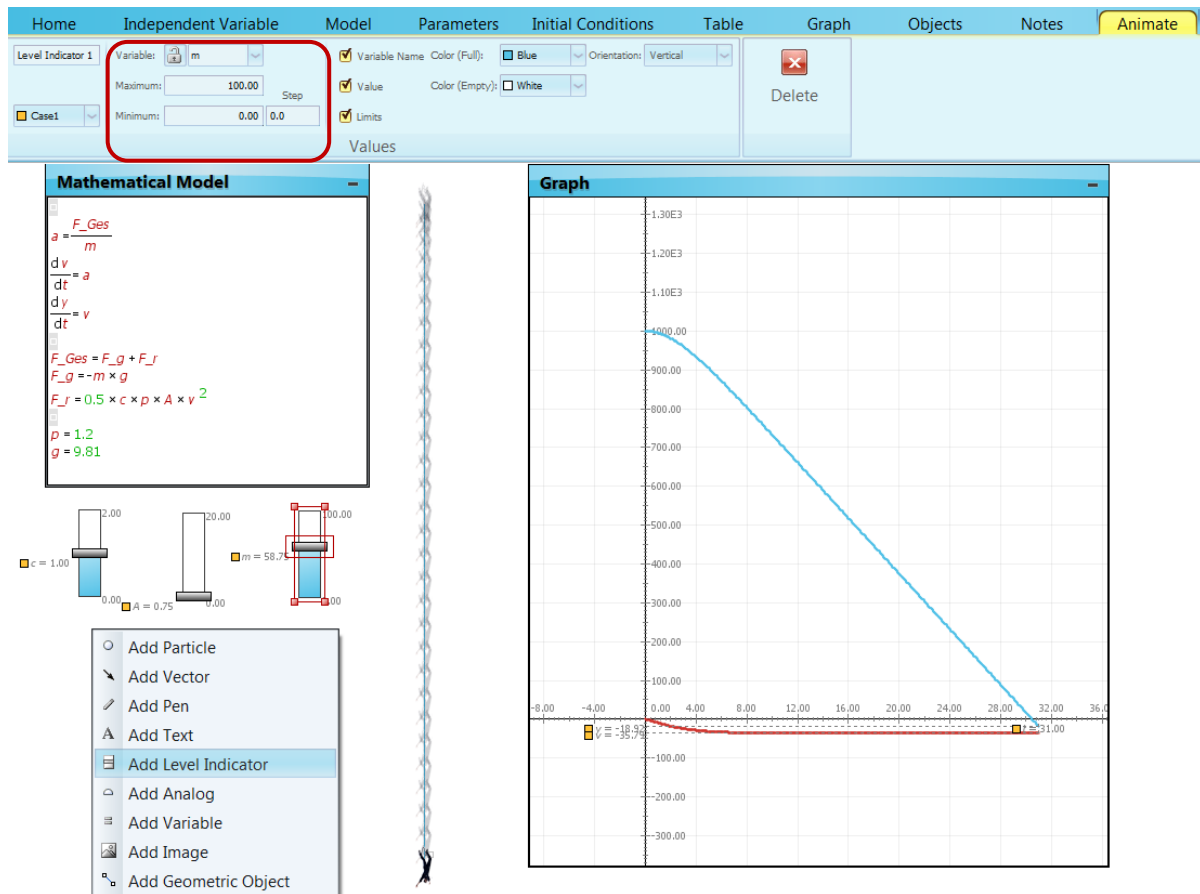 Home Independent Variable Model Parameters Initial Conditions Table Graph Objects Notes Animate
Level Indicator 1 Variable: m Variable Name Color (Full): Blue Orientation: Vertical
Maximum: 100.00 Step Value Color (Empty): White Delete
Case1 Minimum: 0.00 0.0 Limits
Values
Mathematical Model
a = F_Ges / m
d v / dt = a
d y / dt = v
F_Ges = F_g + F_r
F_g = -m × g
F_r = 0.5 × c × p × A × v 2
p = 1.2
g = 9.81
2.00
c = 1.00
0.00
20.00
A = 0.75
0.00
100.00
m = 58.75
Add Particle
Add Vector
Add Pen
Add Text
Add Level Indicator
Add Analog
Add Variable
Add Image
Add Geometric Object
Graph
1.30E3
1.20E3
1.10E3
1000.00
900.00
800.00
700.00
600.00
500.00
400.00
300.00
200.00
100.00
-8.00 -4.00 0.00 4.00 8.00 12.00 16.00 20.00 24.00 28.00 32.00 36.0
= 31.00
-100.00
-200.00
-300.00